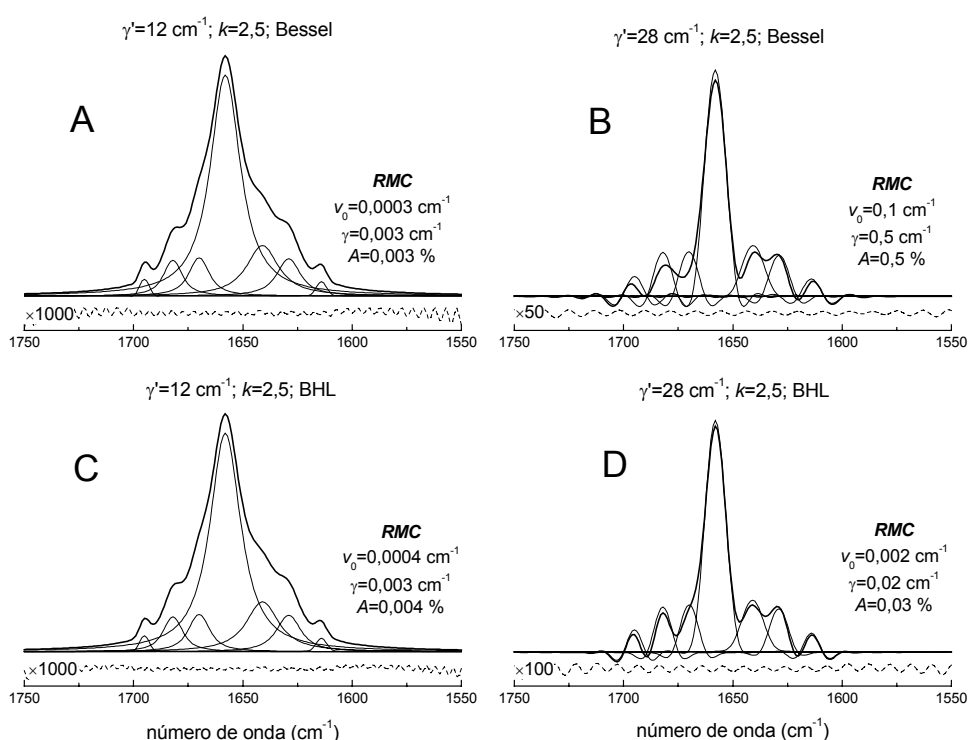 γ'=12 cm⁻¹; k=2,5; Bessel
A
RMC
ν₀=0,0003 cm⁻¹
γ=0,003 cm⁻¹
A=0,003 %
×1000
1750 1700 1650 1600 1550
γ'=28 cm⁻¹; k=2,5; Bessel
B
RMC
ν₀=0,1 cm⁻¹
γ=0,5 cm⁻¹
A=0,5 %
×50
1750 1700 1650 1600 1550
γ'=12 cm⁻¹; k=2,5; BHL
C
RMC
ν₀=0,0004 cm⁻¹
γ=0,003 cm⁻¹
A=0,004 %
×1000
1750 1700 1650 1600 1550
número de onda (cm⁻¹)
γ'=28 cm⁻¹; k=2,5; BHL
D
RMC
ν₀=0,002 cm⁻¹
γ=0,02 cm⁻¹
A=0,03 %
×100
1750 1700 1650 1600 1550
número de onda (cm⁻¹)